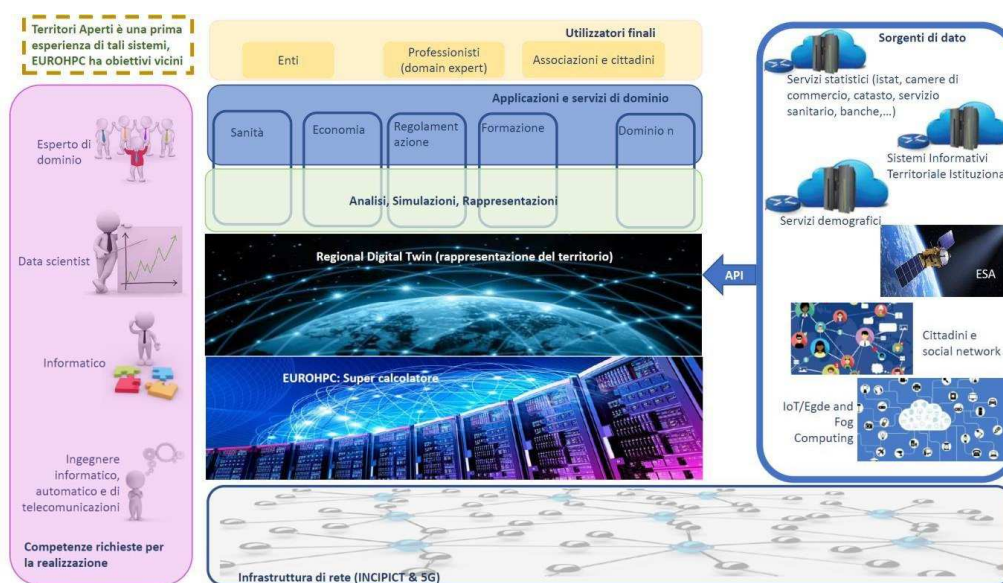 Territori Aperti è una prima
esperienza di tali sistemi,
EUROHPC ha obiettivi vicini
Esperto di
dominio
Data scientist
Informatico
Ingegnere
informatico,
automatico e di
telecomunicazioni
Competenze richieste per
la realizzazione
Utilizzatori finali
Enti
Professionisti
(domain expert)
Associazioni e cittadini
Applicazioni e servizi di dominio
Sanità
Economia
Regolament
azione
Formazione
Dominio n
Analisi, Simulazioni, Rappresentazioni
Regional Digital Twin (rappresentazione del territorio)
EUROHPC: Super calcolatore
Infrastruttura di rete (INCIPICT & 5G)
API
Sorgenti di dato
Servizi statistici (istat, camere di
commercio, catasto, servizio
sanitario, banche,...)
Sistemi Informativi
Territoriale Istituziona
Servizi demografici
ESA
Cittadini e
social network
IoT/Egde and
Fog
Computing